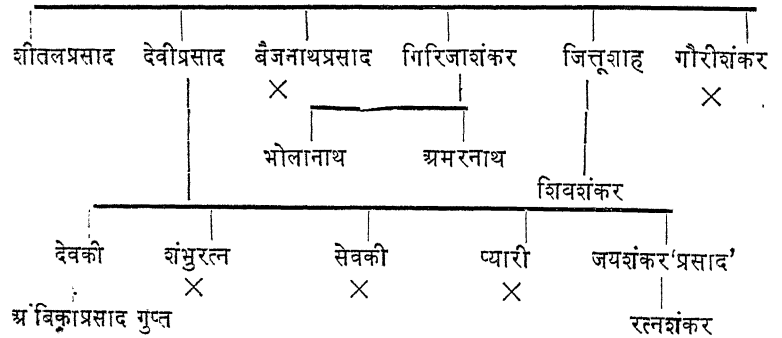 शीतलप्रसाद देवीप्रसाद बैजनाथप्रसाद गिरिजाशंकर जित्तूशाह गौरीशंकर
× ×
भोलानाथ अमरनाथ
शिवशंकर
देवकी शंभुरत्न सेवकी प्यारी जयशंकर‘प्रसाद’
× × ×
अंबिकाप्रसाद गुप्त रत्नशंकर